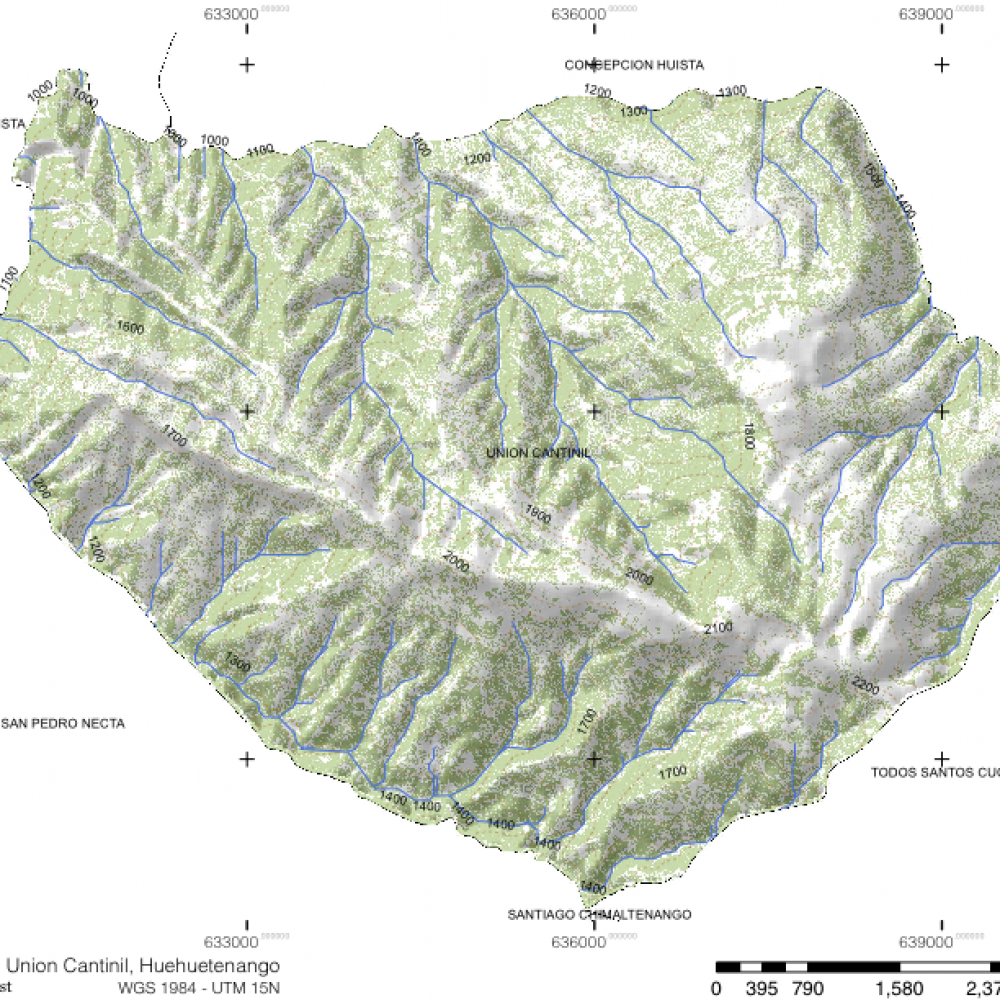 633000 636000 639000
CONCEPCION HUISTA
1000
1000
1200
1300
1300
STA
1000
1100
1400
1200
1500
1400
1100
1600
1700
1800
UNION CANTINIL
1200
1900
1200
2000
2000
2100
1300
2200
SAN PEDRO NECTA
1700
1700
TODOS SANTOS CUC
1400
1400
1400
1400
1400
1400
SANTIAGO CHIMALTENANGO
633000 636000 639000
Union Cantinil, Huehuetenango
st WGS 1984 - UTM 15N
0 395 790 1,580 2,37